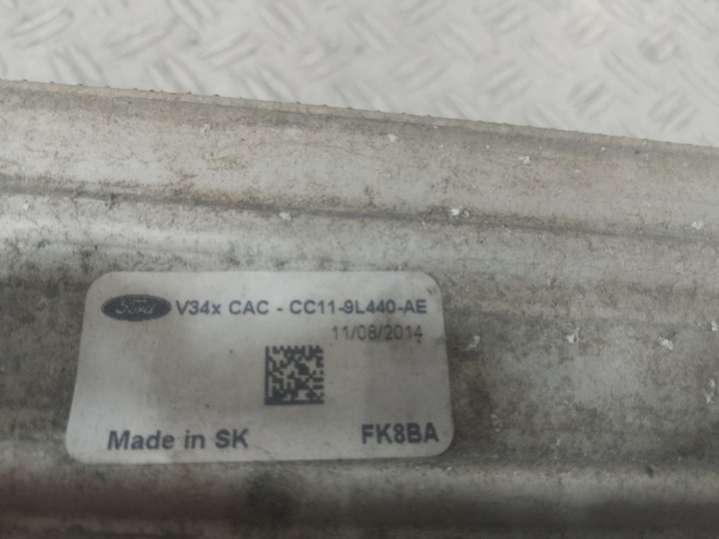 Ford V34x CAC - CC11-9L440-AE
11/08/2014
Made in SK FK8BA